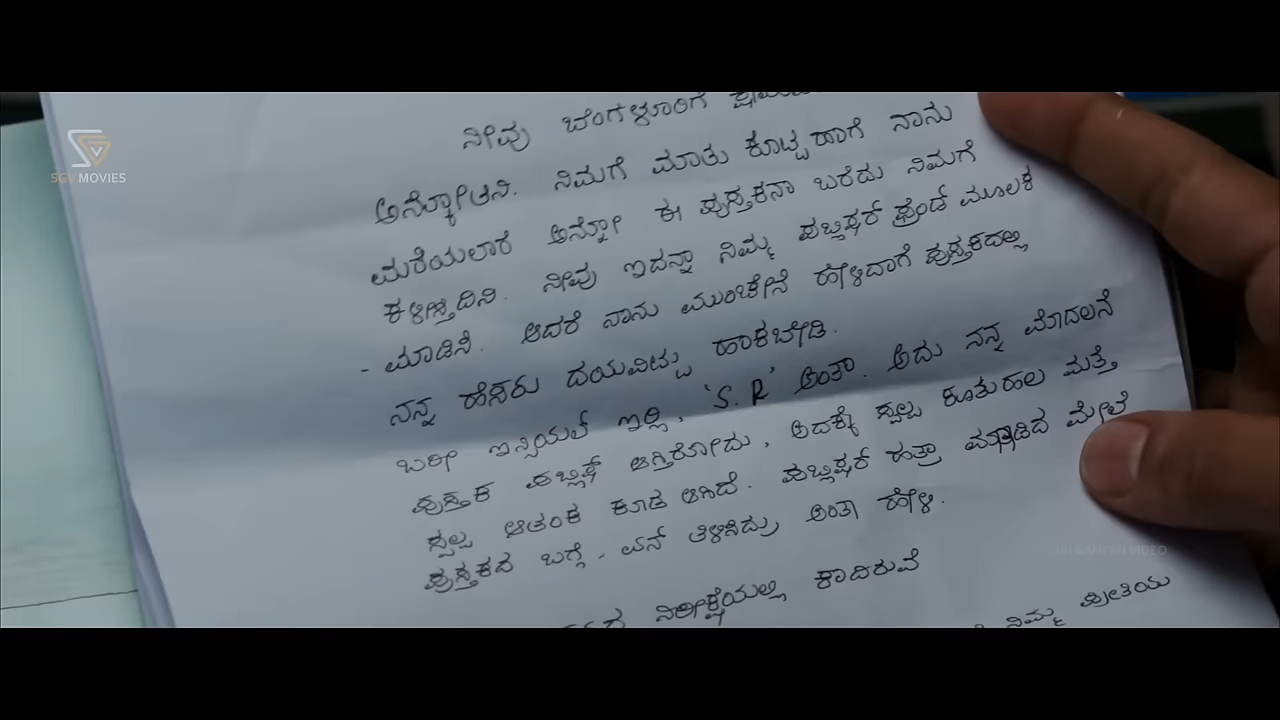 SGV MOVIES
ನೀವು ಬೆಂಗಳೂರಿಗೆ
ಅನ್ಕೋತಿನಿ. ನಿಮಗೆ ಮಾತು ಕೊಟ್ಟ ಹಾಗೆ ನಾನು
ಮರೆಯಲಾರೆ ಅನ್ನೋ ಈ ಪುಸ್ತಕನಾ ಬರೆದು ನಿಮಗೆ
ಕಳಿಸ್ತಿದಿನಿ. ನೀವು ಇದನ್ನಾ ನಿಮ್ಮ ಪಬ್ಲಿಷರ್ ಫ್ರೆಂಡ್ ಮೂಲಕ
- ಮಾಡಿಸಿ. ಆದರೆ ನಾನು ಮುಂಚೇನೆ ಹೇಳಿದಾಗೆ ಪುಸ್ತಕದಲ್ಲಿ
ನನ್ನ ಹೆಸರು ದಯವಿಟ್ಟು ಹಾಕಬೇಡಿ.
ಬರೀ ಇನ್ಸಿಯಲ್ ಇರ್ಲಿ, 'S. R' ಅಂತಾ. ಅದು ನನ್ನ ಮೊದಲನೆ
ಪುಸ್ತಕ ಪಬ್ಲಿಷ್ ಆಗ್ತಿರೋದು, ಅದಕ್ಕೆ ಸ್ವಲ್ಪ ಕೂತುಹಲ ಮತ್ತೆ
ಸ್ವಲ್ಪ ಆತಂಕ ಕೂಡ ಆಗಿದೆ. ಪಬ್ಲಿಷರ್ ಹತ್ರಾ ಮಾತಾಡಿದ ಮೇಲೆ
ಪುಸ್ತಕದ ಬಗ್ಗೆ - ಏನ್ ತಿಳಿಸಿದ್ರು ಅಂತಾ ಹೇಳಿ.
ನಿರೀಕ್ಷೆಯಲ್ಲಿ ಕಾದಿರುವೆ
ನಿಮ್ಮ ಪ್ರೀತಿಯ